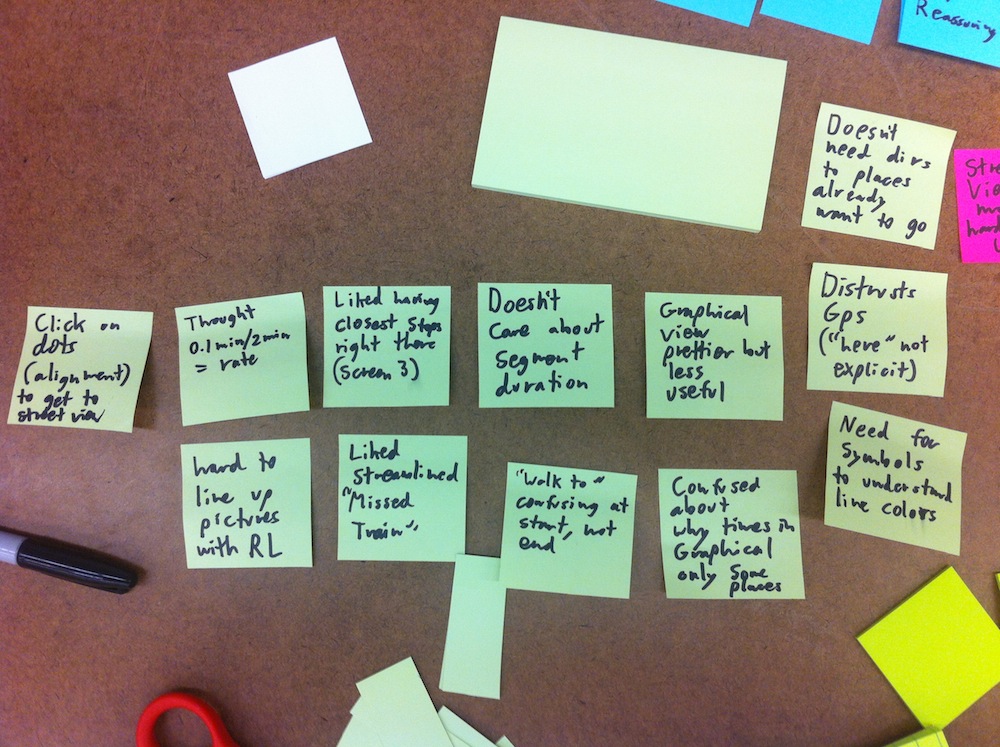 Reassuring
Doesn't
need dirs
to places
already
want to go
Click on
dots
(alignment)
to get to
street view
Thought
0.1 min/2 min
= rate
Liked having
closest stops
right there
(Screen 3)
Doesn't
care about
segment
duration
Graphical
view
prettier but
less
useful
Distrusts
Gps
("here" not
explicit)
hard to
line up
pictures
with RL
Liked
Streamlined
"Missed
Train"
"Walk to"
confusing at
start, not
end
Confused
about
why times in
Graphical
only some
places
Need for
Symbols
to understand
line colors